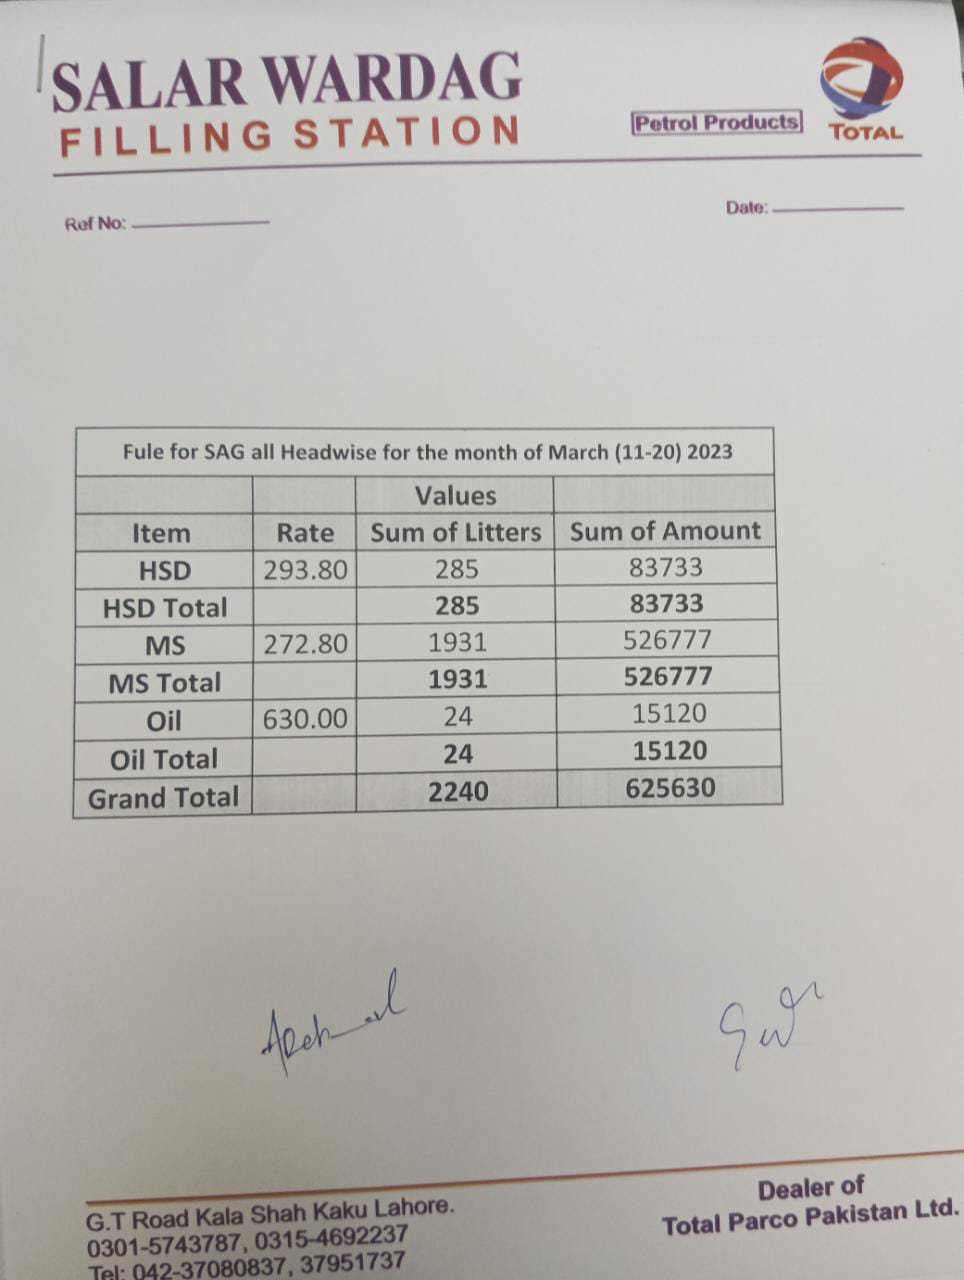 SALAR WARDAG
FILLING STATION
Petrol Products
TOTAL
Ref No:
Date:
Fule for SAG all Headwise for the month of March (11-20) 2023
Values
Item Rate Sum of Litters Sum of Amount
HSD 293.80 285 83733
HSD Total 285 83733
MS 272.80 1931 526777
MS Total 1931 526777
Oil 630.00 24 15120
Oil Total 24 15120
Grand Total 2240 625630
G.T Road Kala Shah Kaku Lahore.
0301-5743787, 0315-4692237
Tel: 042-37080837, 37951737
Dealer of
Total Parco Pakistan Ltd.